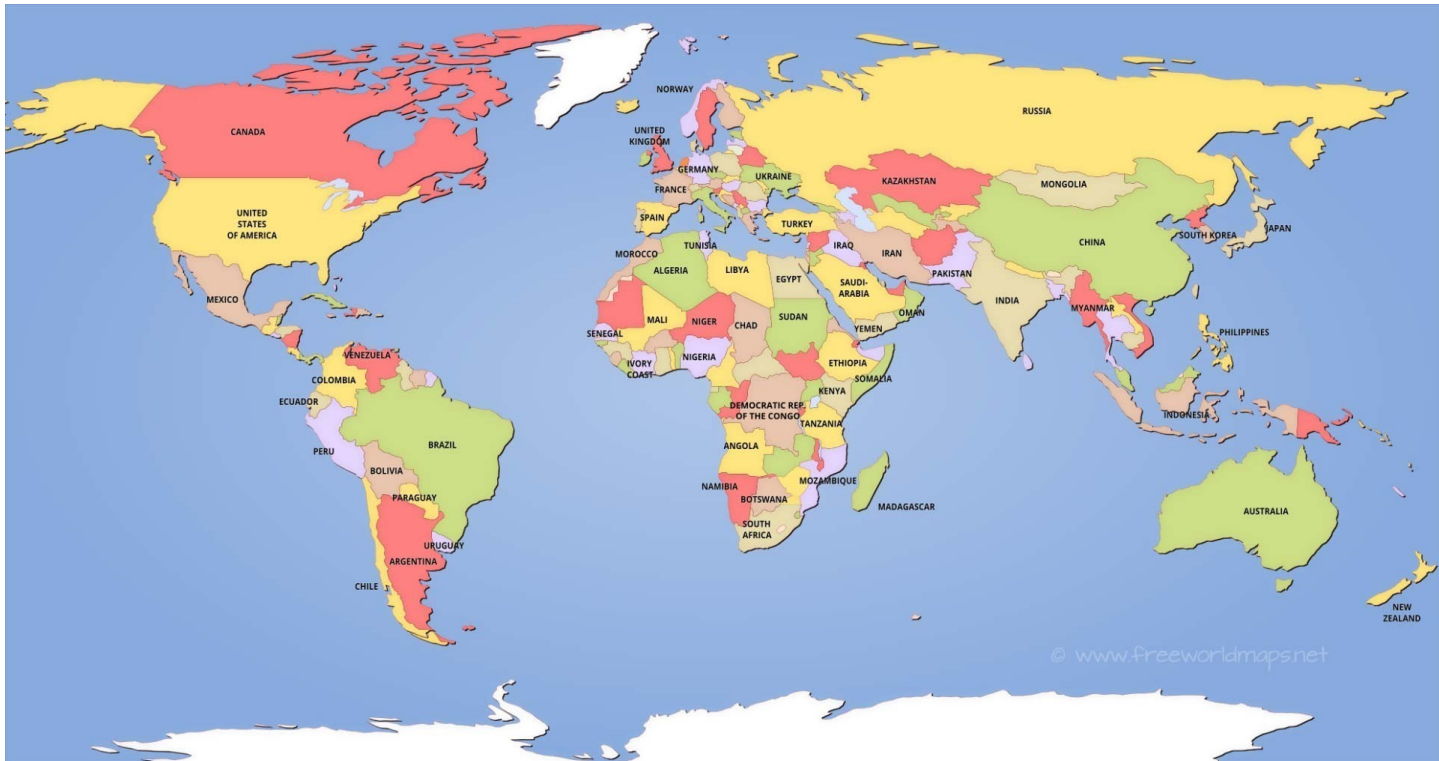 CANADA
UNITED
STATES
OF AMERICA
MEXICO
VENEZUELA
COLOMBIA
ECUADOR
PERU
BRAZIL
BOLIVIA
PARAGUAY
URUGUAY
ARGENTINA
CHILE
NORWAY
UNITED
KINGDOM
GERMANY
UKRAINE
FRANCE
SPAIN
TURKEY
RUSSIA
KAZAKHSTAN
MONGOLIA
CHINA
SOUTH KOREA
JAPAN
MOROCCO
TUNISIA
ALGERIA
LIBYA
EGYPT
IRAQ
IRAN
PAKISTAN
SAUDI-
ARABIA
INDIA
OMAN
YEMEN
MYANMAR
PHILIPPINES
SENEGAL
MALI
NIGER
CHAD
SUDAN
IVORY
COAST
NIGERIA
ETHIOPIA
SOMALIA
KENYA
DEMOCRATIC REP.
OF THE CONGO
TANZANIA
ANGOLA
NAMIBIA
BOTSWANA
MOZAMBIQUE
MADAGASCAR
SOUTH
AFRICA
INDONESIA
AUSTRALIA
NEW
ZEALAND
© www.freeworldmaps.net